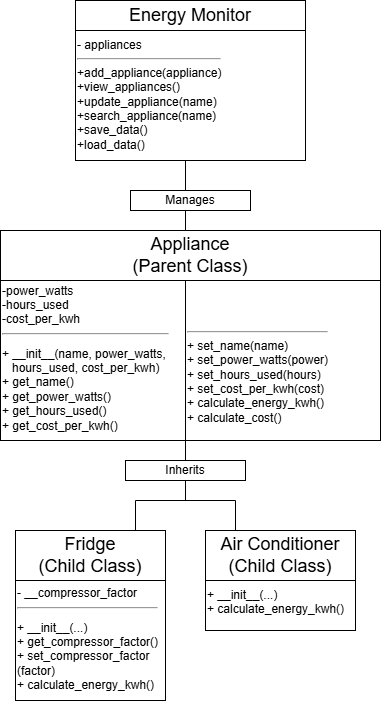 Energy Monitor
- appliances
+add_appliance(appliance)
+view_appliances()
+update_appliance(name)
+search_appliance(name)
+save_data()
+load_data()
Manages
Appliance
(Parent Class)
-power_watts
-hours_used
-cost_per_kwh
+ __init__(name, power_watts,
hours_used, cost_per_kwh)
+ get_name()
+ get_power_watts()
+ get_hours_used()
+ get_cost_per_kwh()
+ set_name(name)
+ set_power_watts(power)
+ set_hours_used(hours)
+ set_cost_per_kwh(cost)
+ calculate_energy_kwh()
+ calculate_cost()
Inherits
Fridge
(Child Class)
- __compressor_factor
+ __init__(...)
+ get_compressor_factor()
+ set_compressor_factor
(factor)
+ calculate_energy_kwh()
Air Conditioner
(Child Class)
+ __init__(...)
+ calculate_energy_kwh()